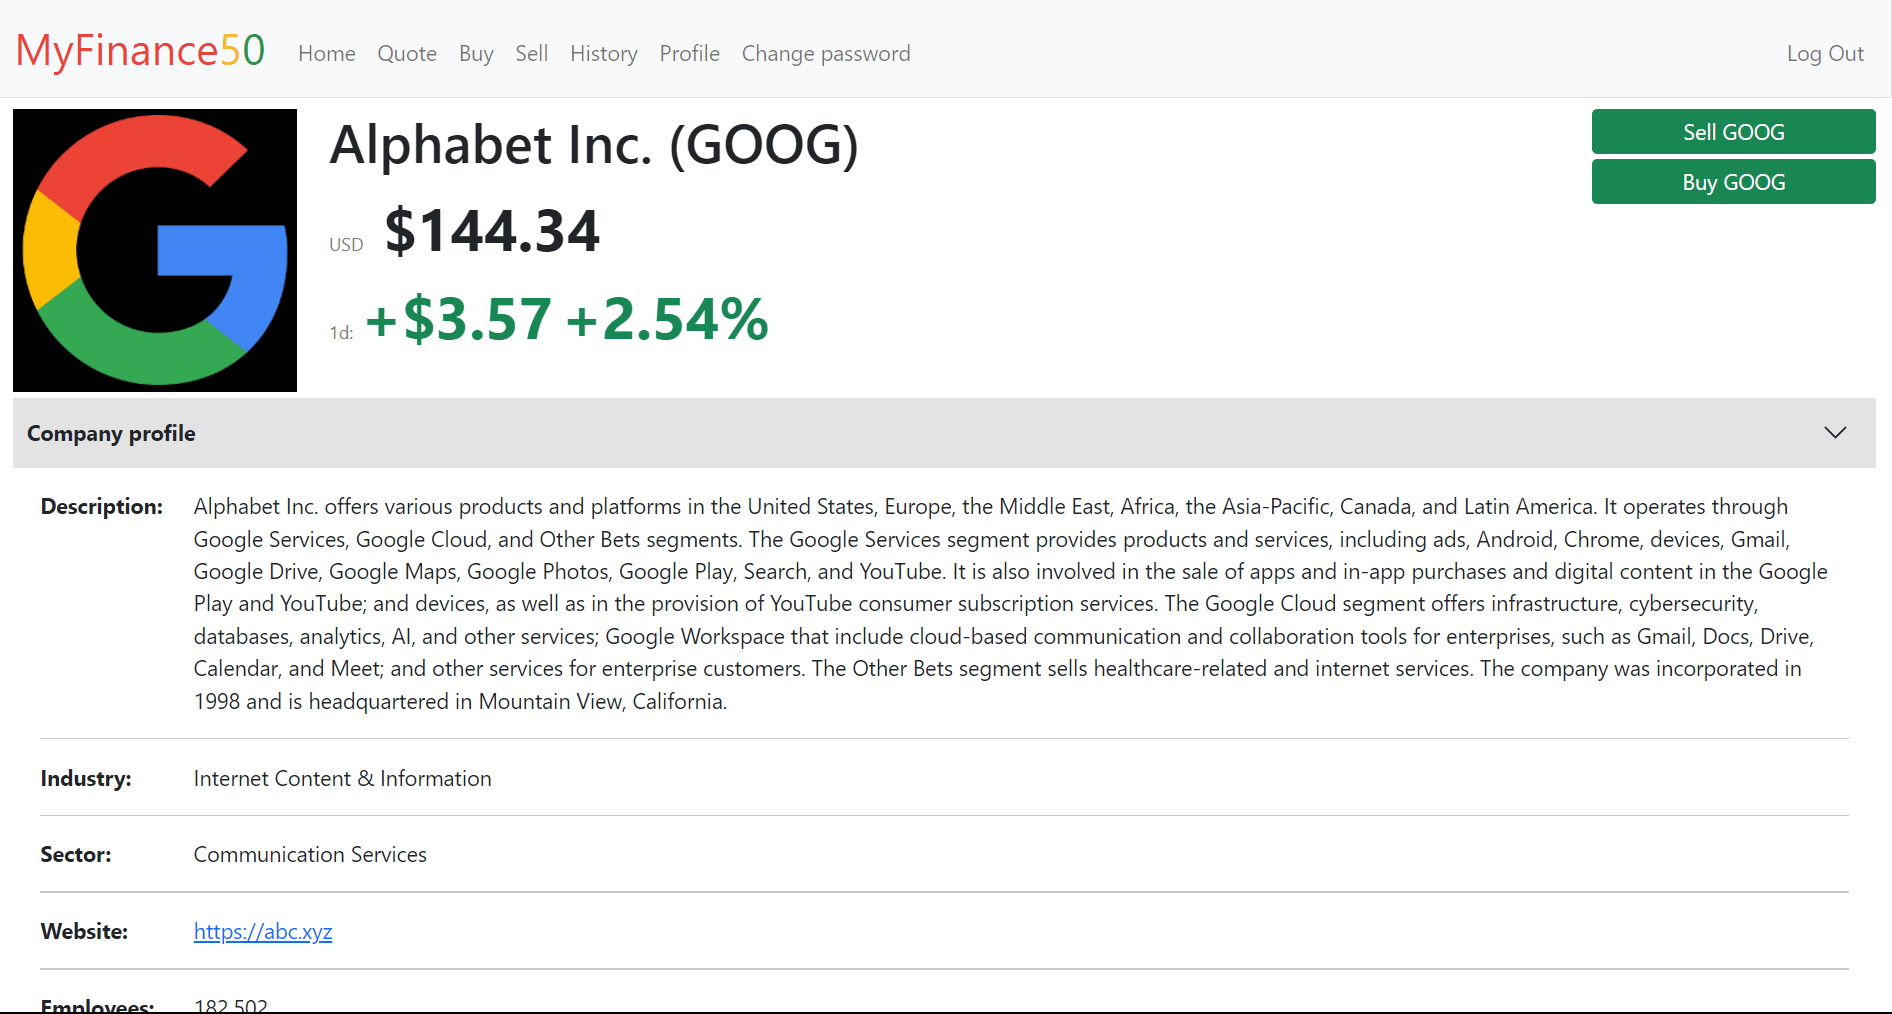 MyFinance50 Home Quote Buy Sell History Profile Change password Log Out
Alphabet Inc. (GOOG)
USD $144.34
1d: +$3.57 +2.54%
Sell GOOG
Buy GOOG
Company profile
Description: Alphabet Inc. offers various products and platforms in the United States, Europe, the Middle East, Africa, the Asia-Pacific, Canada, and Latin America. It operates through
Google Services, Google Cloud, and Other Bets segments. The Google Services segment provides products and services, including ads, Android, Chrome, devices, Gmail,
Google Drive, Google Maps, Google Photos, Google Play, Search, and YouTube. It is also involved in the sale of apps and in-app purchases and digital content in the Google
Play and YouTube; and devices, as well as in the provision of YouTube consumer subscription services. The Google Cloud segment offers infrastructure, cybersecurity,
databases, analytics, AI, and other services; Google Workspace that include cloud-based communication and collaboration tools for enterprises, such as Gmail, Docs, Drive,
Calendar, and Meet; and other services for enterprise customers. The Other Bets segment sells healthcare-related and internet services. The company was incorporated in
1998 and is headquartered in Mountain View, California.
Industry: Internet Content & Information
Sector: Communication Services
Website: https://abc.xyz
Employees: 182,502